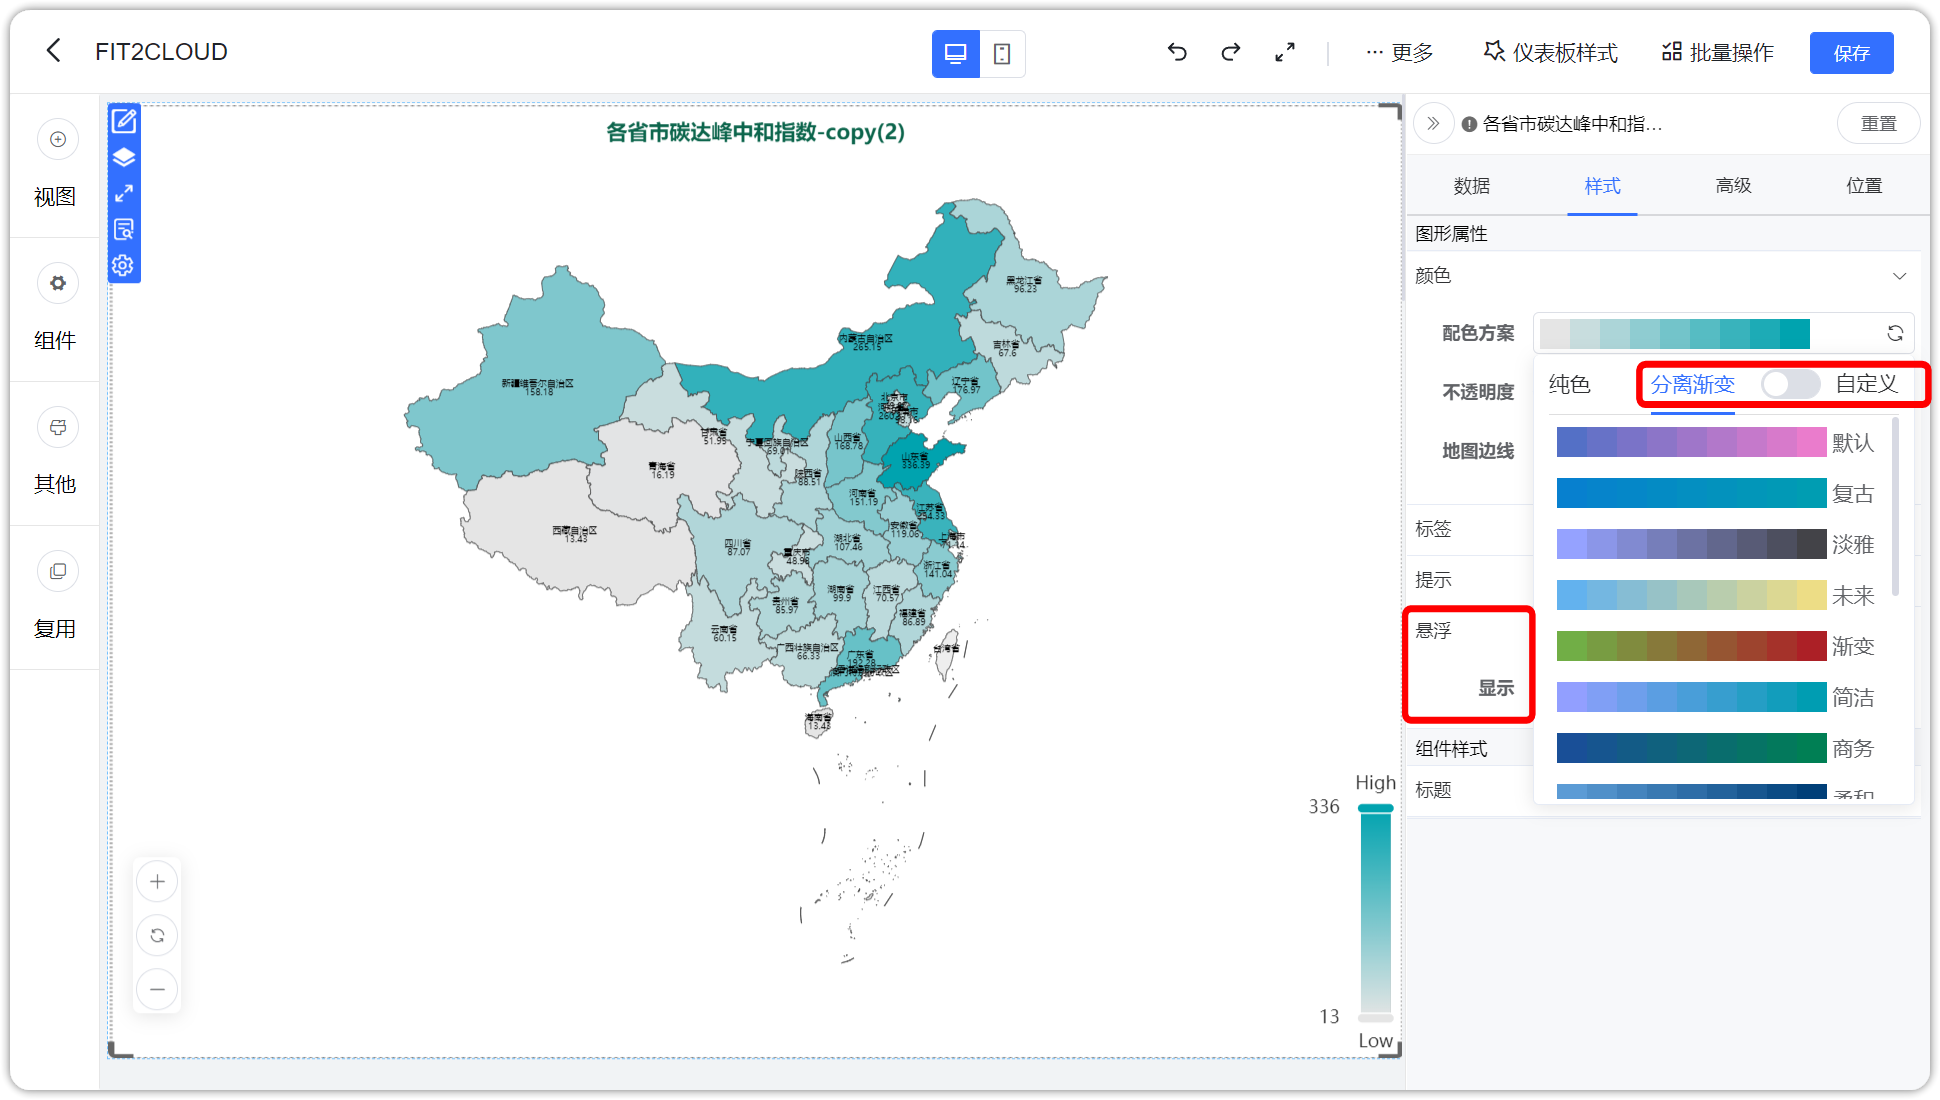 FIT2CLOUD
更多
仪表板样式
批量操作
保存
视图
组件
其他
复用
各省市碳达峰中和指数-copy(2)
黑龙江省
96.23
内蒙古自治区
265.15
吉林省
67.6
辽宁省
176.97
新疆维吾尔自治区
158.18
北京市
98.16
甘肃省
51.99
宁夏回族自治区
69.01
山西省
168.78
山东省
336.39
青海省
16.19
陕西省
88.51
河南省
151.19
江苏省
254.33
西藏自治区
13.43
安徽省
119.06
上海市
四川省
87.07
重庆市
48.98
湖北省
107.46
浙江省
141.04
湖南省
99.9
江西省
70.57
贵州省
85.97
福建省
86.89
云南省
60.15
广西壮族自治区
66.33
广东省
192.28
台湾省
海南省
13.43
High
336
13
Low
各省市碳达峰中和指...
重置
数据
样式
高级
位置
图形属性
颜色
配色方案
不透明度
地图边线
标签
提示
悬浮
显示
组件样式
标题
纯色
分离渐变
自定义
默认
复古
淡雅
未来
渐变
简洁
商务
柔和